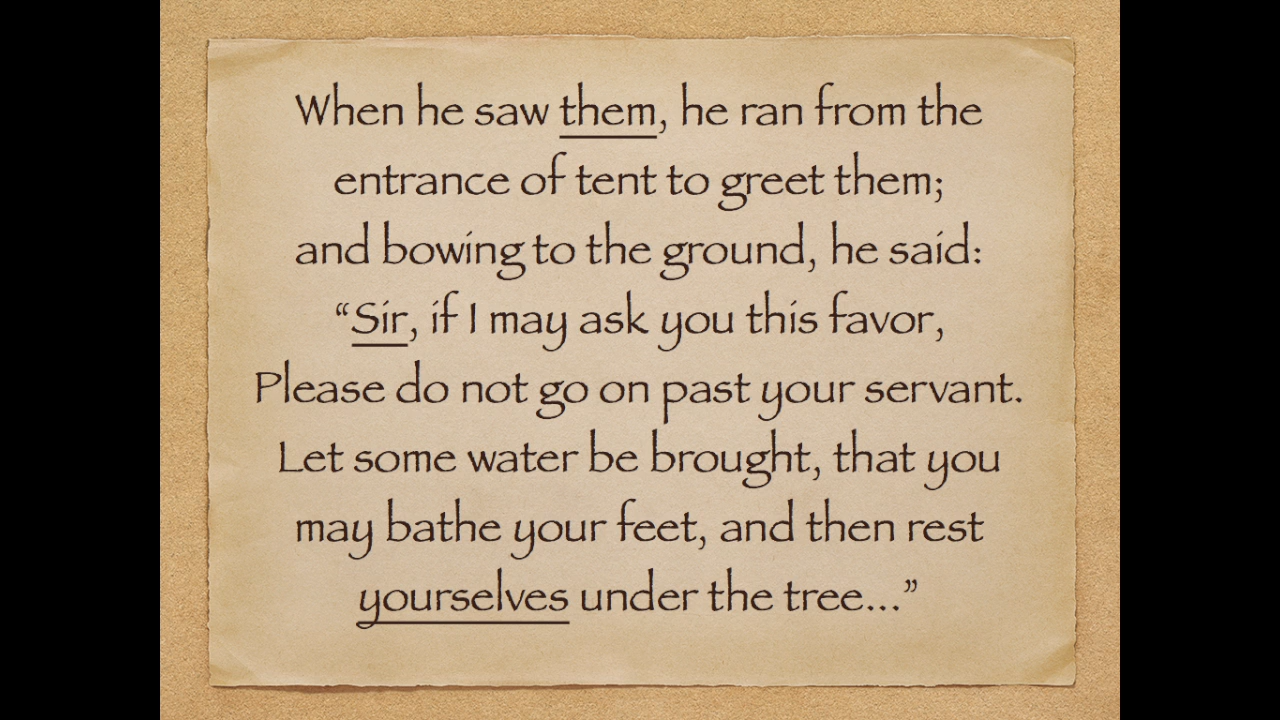 When he saw them, he ran from the
entrance of tent to greet them;
and bowing to the ground, he said:
“Sir, if I may ask you this favor,
Please do not go on past your servant.
Let some water be brought, that you
may bathe your feet, and then rest
yourselves under the tree...”